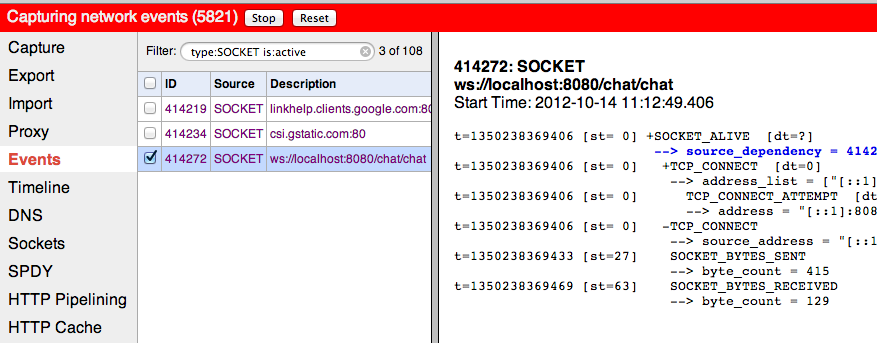 Capturing network events (5821) Stop Reset
Capture
Export
Import
Proxy
Events
Timeline
DNS
Sockets
SPDY
HTTP Pipelining
HTTP Cache
Filter: type:SOCKET is:active 3 of 108
ID Source Description
414219 SOCKET linkhelp.clients.google.com:80
414234 SOCKET csi.gstatic.com:80
414272 SOCKET ws://localhost:8080/chat/chat
414272: SOCKET
ws://localhost:8080/chat/chat
Start Time: 2012-10-14 11:12:49.406
t=1350238369406 [st= 0] +SOCKET_ALIVE [dt=?]
--> source_dependency = 4142
t=1350238369406 [st= 0] +TCP_CONNECT [dt=0]
--> address_list = ["[::1
t=1350238369406 [st= 0] TCP_CONNECT_ATTEMPT [dt
--> address = "[::1]:808
t=1350238369406 [st= 0] -TCP_CONNECT
--> source_address = "[::1
t=1350238369433 [st=27] SOCKET_BYTES_SENT
--> byte_count = 415
t=1350238369469 [st=63] SOCKET_BYTES_RECEIVED
--> byte_count = 129